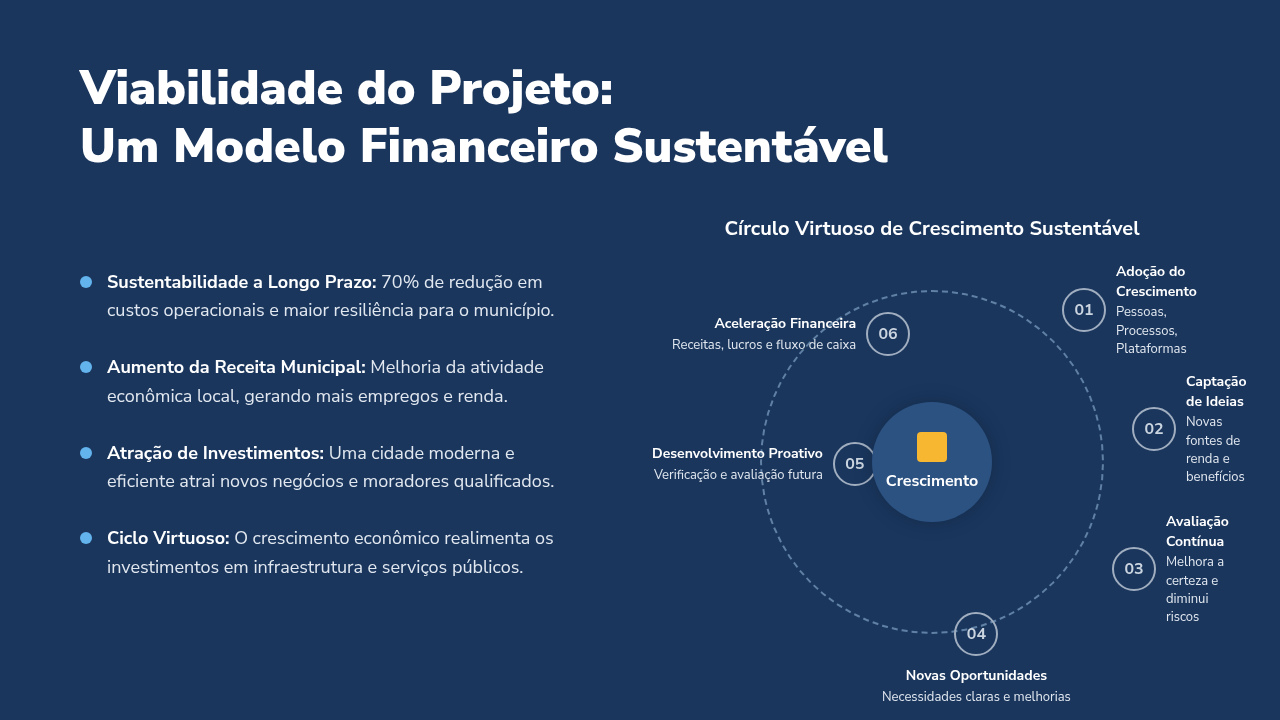 Viabilidade do Projeto:
Um Modelo Financeiro Sustentável
Sustentabilidade a Longo Prazo: 70% de redução em
custos operacionais e maior resiliência para o município.
Aumento da Receita Municipal: Melhoria da atividade
econômica local, gerando mais empregos e renda.
Atração de Investimentos: Uma cidade moderna e
eficiente atrai novos negócios e moradores qualificados.
Ciclo Virtuoso: O crescimento econômico realimenta os
investimentos em infraestrutura e serviços públicos.
Círculo Virtuoso de Crescimento Sustentável
01
Adoção do
Crescimento
Pessoas,
Processos,
Plataformas
02
Captação
de Ideias
Novas
fontes de
renda e
benefícios
03
Avaliação
Contínua
Melhora a
certeza e
diminui
riscos
04
Novas Oportunidades
Necessidades claras e melhorias
05
Desenvolvimento Proativo
Verificação e avaliação futura
06
Aceleração Financeira
Receitas, lucros e fluxo de caixa
Crescimento